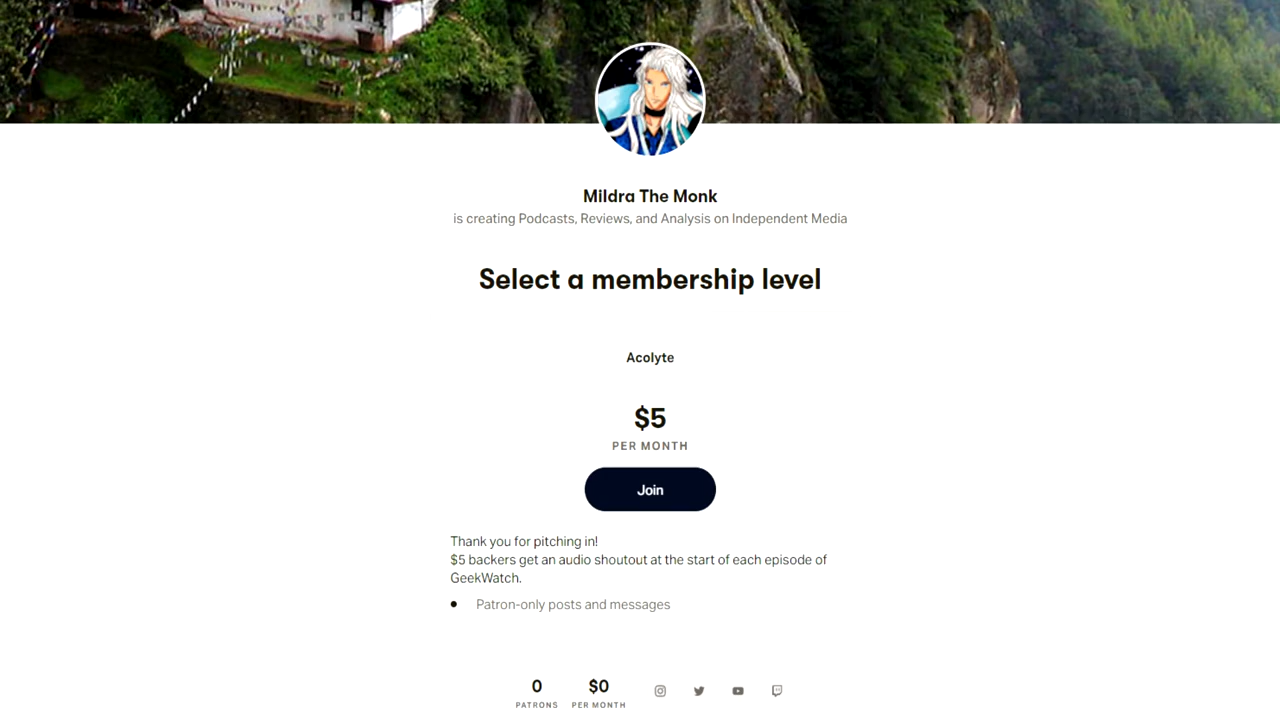 Mildra The Monk
is creating Podcasts, Reviews, and Analysis on Independent Media
Select a membership level
Acolyte
$5
PER MONTH
Join
Thank you for pitching in!
$5 backers get an audio shoutout at the start of each episode of
GeekWatch.
Patron-only posts and messages
0 $0
PATRONS PER MONTH